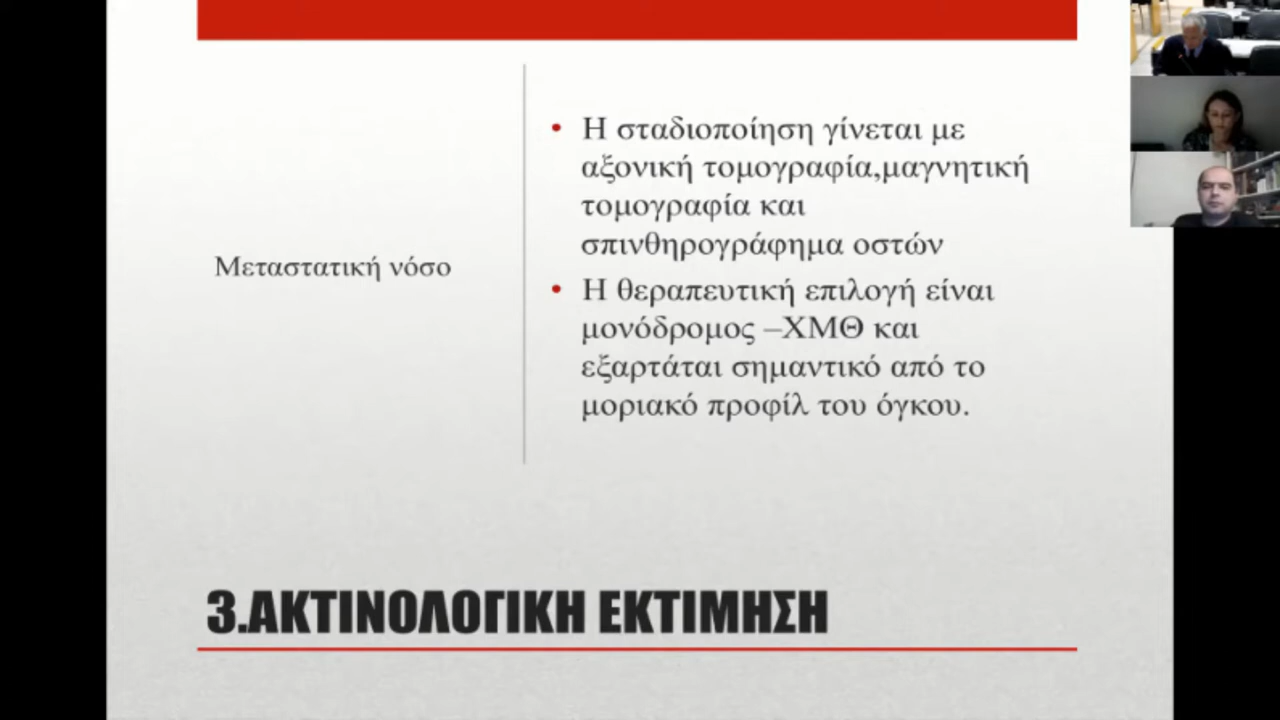 Μεταστατική νόσο
• Η σταδιοποίηση γίνεται με
αξονική τομογραφία,μαγνητική
τομογραφία και
σπινθηρογράφημα οστών
• Η θεραπευτική επιλογή είναι
μονόδρομος –ΧΜΘ και
εξαρτάται σημαντικό από το
μοριακό προφίλ του όγκου.
3.ΑΚΤΙΝΟΛΟΓΙΚΗ ΕΚΤΙΜΗΣΗ